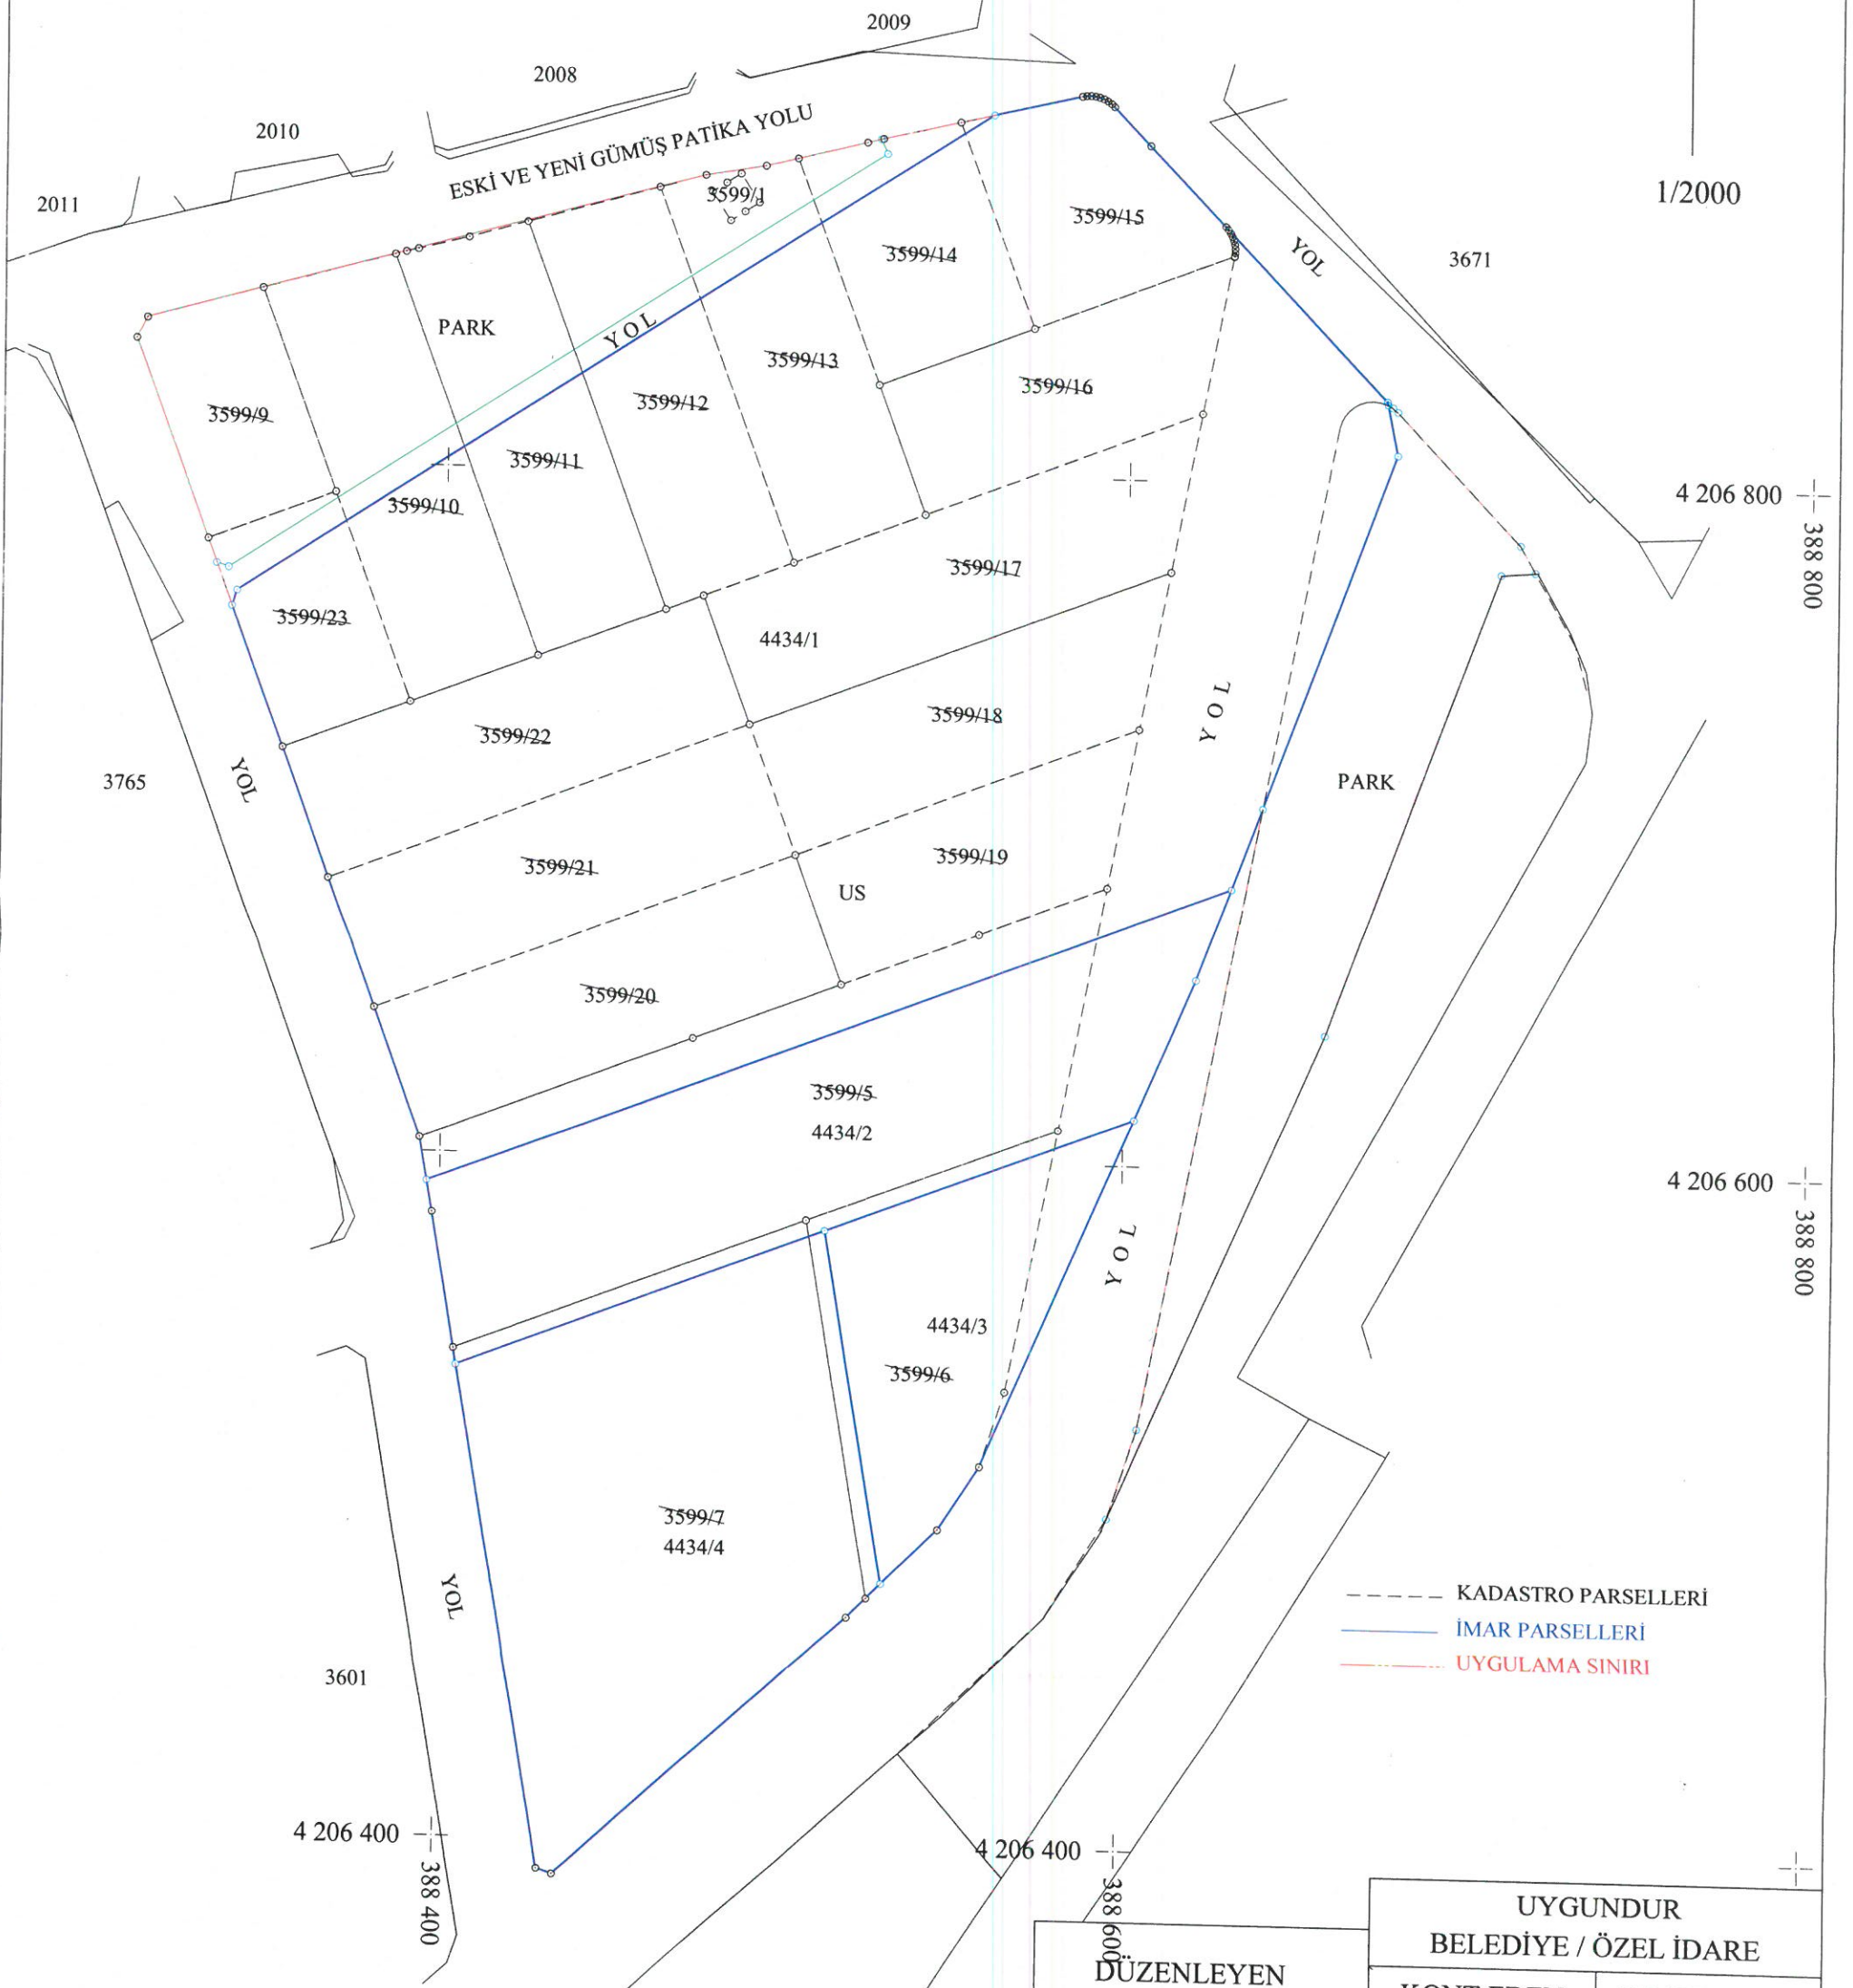 2009
2008
2010
2011
ESKİ VE YENİ GÜMÜŞ PATİKA YOLU
1/2000
3599/1
3599/15
3599/14
YOL
3671
PARK
YOL
3599/13
3599/16
3599/12
3599/9
3599/11
3599/10
4 206 800
388 800
3599/17
3599/23
4434/1
3599/18
3599/22
YOL
3765
YOL
PARK
3599/21
3599/19
US
3599/20
3599/5
4434/2
4 206 600
388 800
YOL
4434/3
3599/6
3599/7
4434/4
YOL
KADASTRO PARSELLERİ
İMAR PARSELLERİ
UYGULAMA SINIRI
3601
4 206 400
388 400
4 206 400
388 600
UYGUNDUR
BELEDİYE / ÖZEL İDARE
DÜZENLEYEN